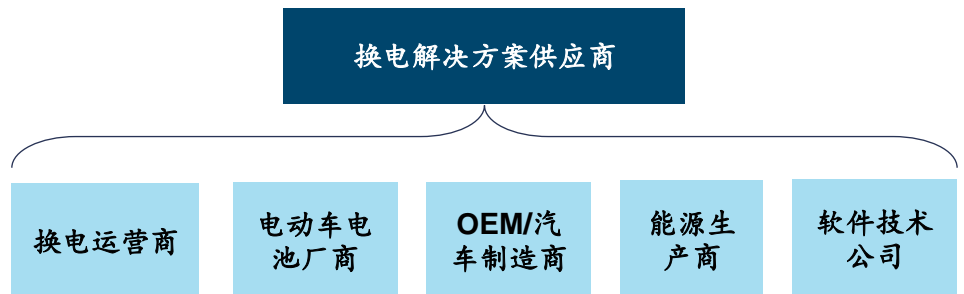 换电解决方案供应商
换电运营商
电动车电
池厂商
OEM/汽
车制造商
能源生
产商
软件技术
公司